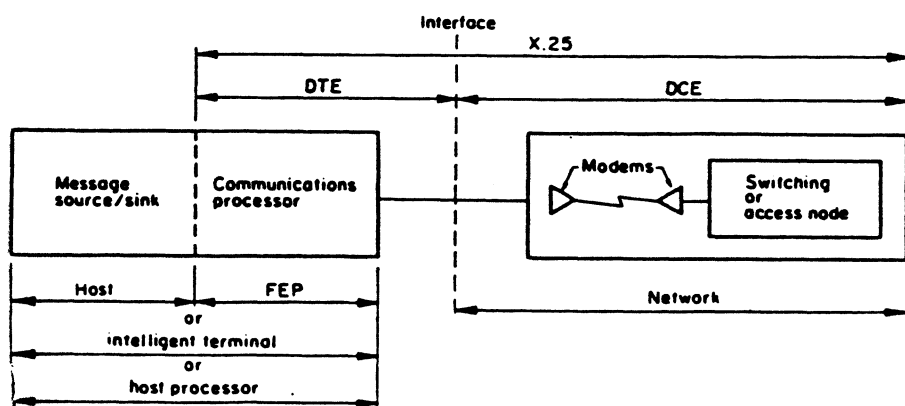 Interface
X.25
DTE
DCE
Message
source/sink
Communications
processor
Modems
Switching
or
access node
Host
FEP
Network
or
intelligent terminal
or
host processor